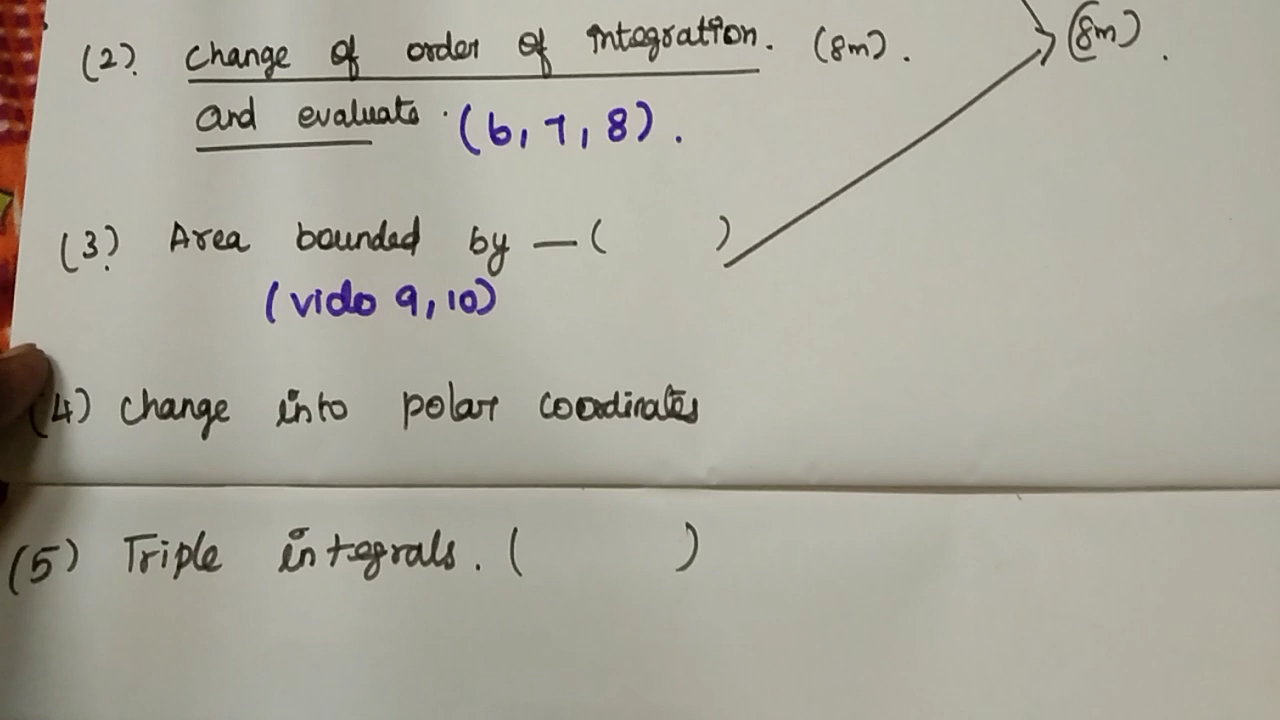 (2). Change of order of integration. (8m).
(8m).
and evaluate. (6, 7, 8).
(3). Area bounded by — ( )
(vido 9, 10)
(4) Change into polar coordinates
(5) Triple integrals. ( )